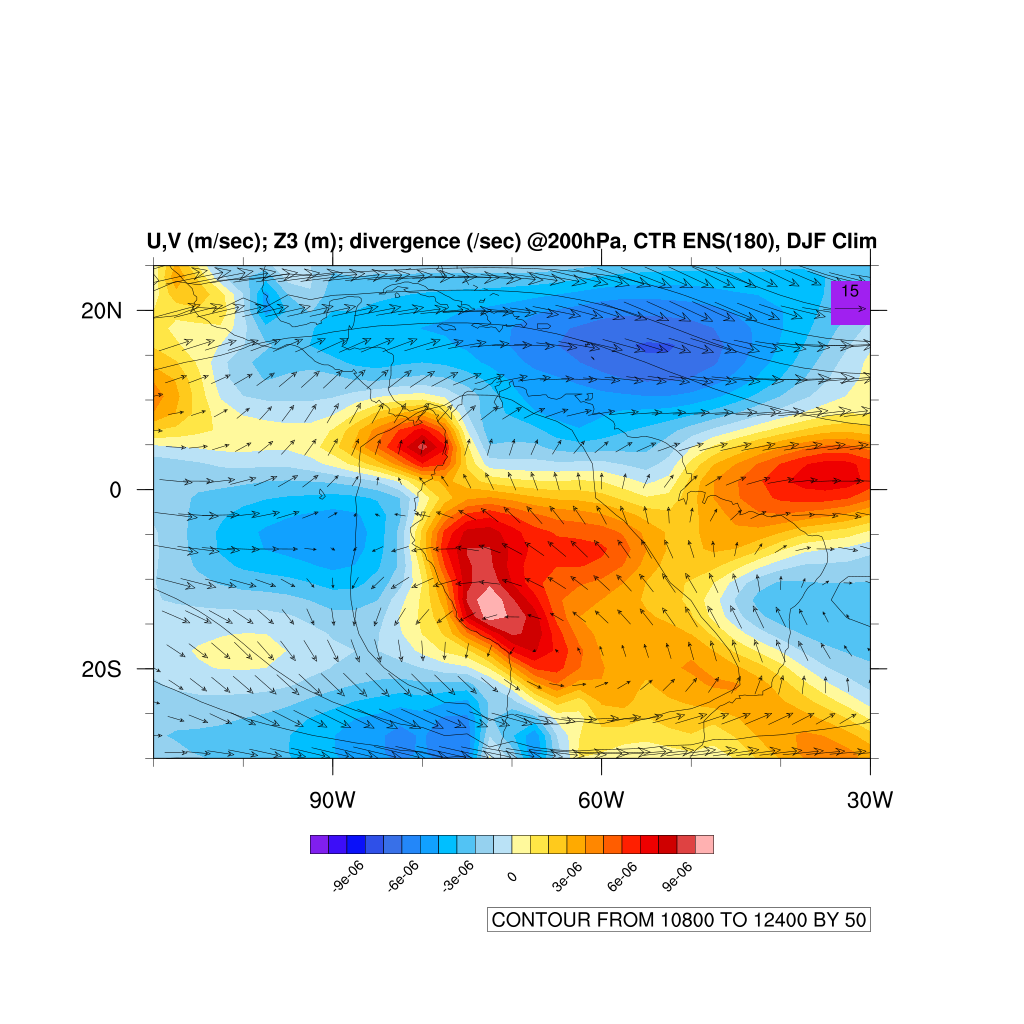 U,V (m/sec); Z3 (m); divergence (/sec) @200hPa, CTR ENS(180), DJF Clim
15
20N
0
20S
90W 60W 30W
-9e-06 -6e-06 -3e-06 0 3e-06 6e-06 9e-06
CONTOUR FROM 10800 TO 12400 BY 50